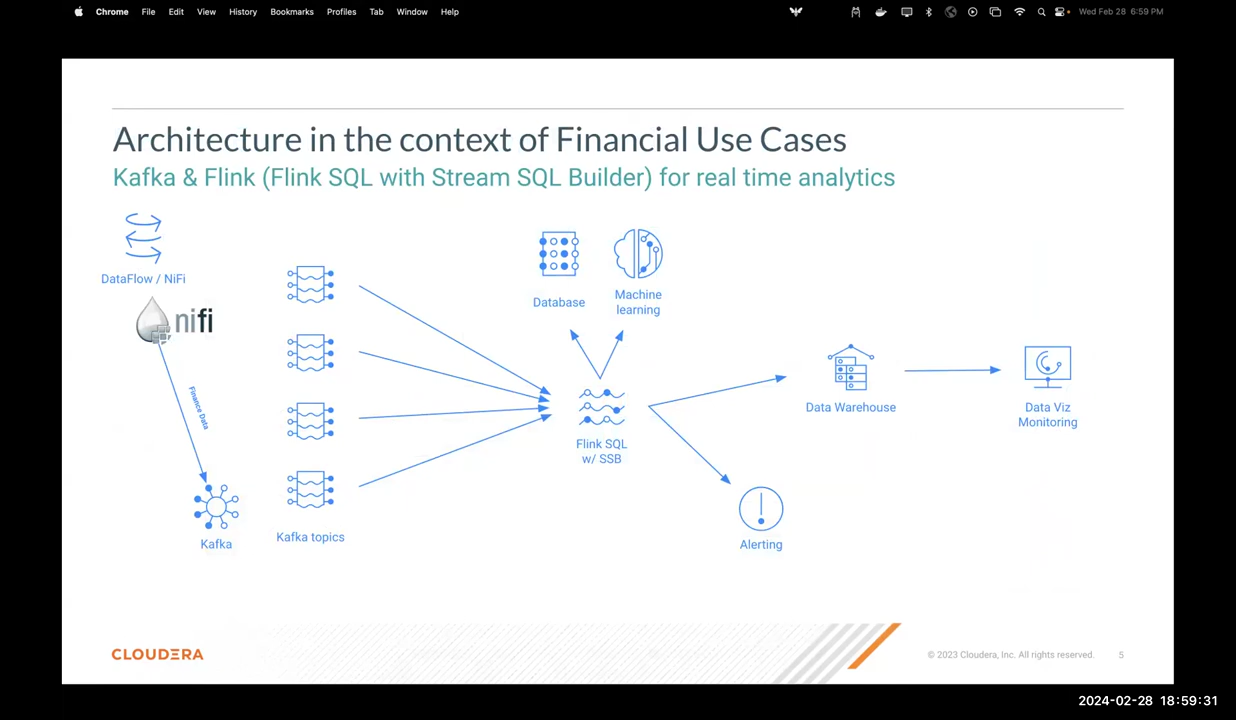 Chrome File Edit View History Bookmarks Profiles Tab Window Help
Wed Feb 28 6:59 PM
Architecture in the context of Financial Use Cases
Kafka & Flink (Flink SQL with Stream SQL Builder) for real time analytics
DataFlow / NiFi
nifi
Finance Data
Kafka
Kafka topics
Database
Machine
learning
Flink SQL
w/ SSB
Data Warehouse
Data Viz
Monitoring
Alerting
CLOUDERA
© 2023 Cloudera, Inc. All rights reserved.
5
2024-02-28 18:59:31